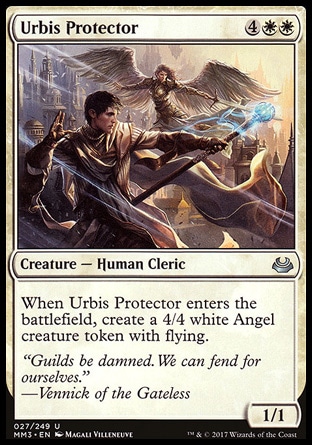 Urbis Protector 4
Creature — Human Cleric
When Urbis Protector enters the
battlefield, create a 4/4 white Angel
creature token with flying.
“Guilds be damned. We can fend for
ourselves.”
—Vennick of the Gateless
1/1
027/249 U
MM3 • EN Magali Villeneuve
™ & © 2017 Wizards of the Coast